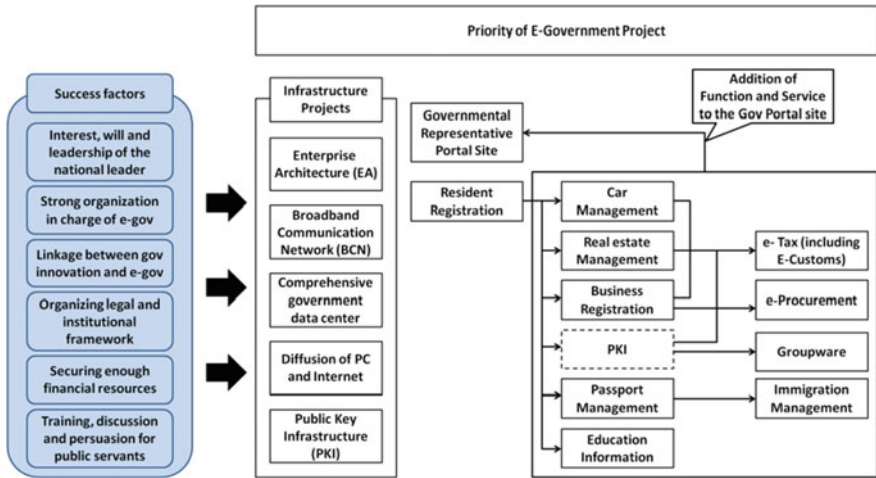 Priority of E-Government Project
Success factors
Interest, will and
leadership of the
national leader
Strong organization
in charge of e-gov
Linkage between gov
innovation and e-gov
Organizing legal and
institutional
framework
Securing enough
financial resources
Training, discussion
and persuasion for
public servants
Infrastructure
Projects
Enterprise
Architecture (EA)
Broadband
Communication
Network (BCN)
Comprehensive
government
data center
Diffusion of PC
and Internet
Public Key
Infrastructure
(PKI)
Governmental
Representative
Portal Site
Addition of
Function and Service
to the Gov Portal site
Resident
Registration
Car
Management
Real estate
Management
Business
Registration
PKI
Passport
Management
Education
Information
e- Tax (including
E-Customs)
e-Procurement
Groupware
Immigration
Management